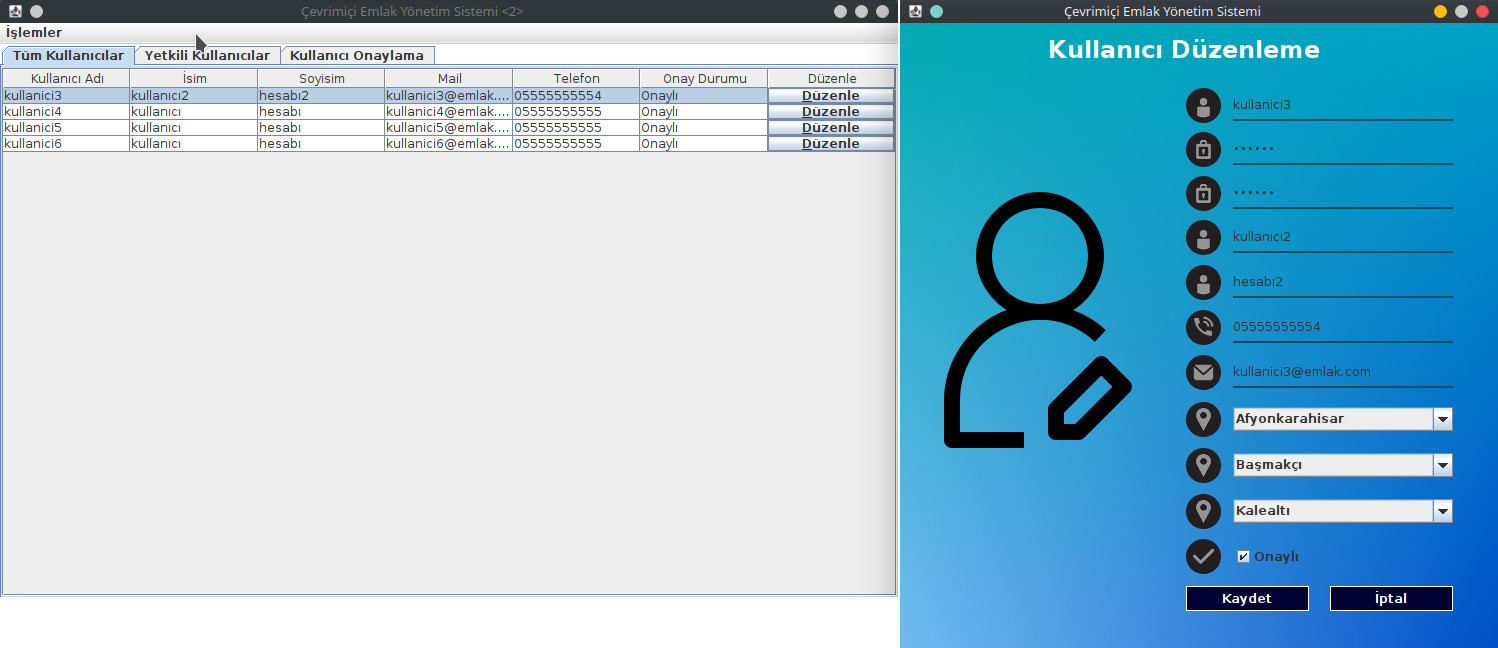 Çevrimiçi Emlak Yönetim Sistemi <2>
İşlemler
Tüm Kullanıcılar Yetkili Kullanıcılar Kullanıcı Onaylama
Kullanıcı Adı İsim Soyisim Mail Telefon Onay Durumu Düzenle
kullanici3 kullanıcı2 hesabı2 kullanici3@emlak.... 05555555554 Onaylı Düzenle
kullanici4 kullanıcı hesabı kullanici4@emlak.... 05555555555 Onaylı Düzenle
kullanici5 kullanıcı hesabı kullanici5@emlak.... 05555555555 Onaylı Düzenle
kullanici6 kullanıcı hesabı kullanici6@emlak.... 05555555555 Onaylı Düzenle
Çevrimiçi Emlak Yönetim Sistemi
Kullanıcı Düzenleme
kullanici3
••••••
••••••
kullanıcı2
hesabı2
05555555554
kullanici3@emlak.com
Afyonkarahisar
Başmakçı
Kalealtı
Onaylı
Kaydet İptal